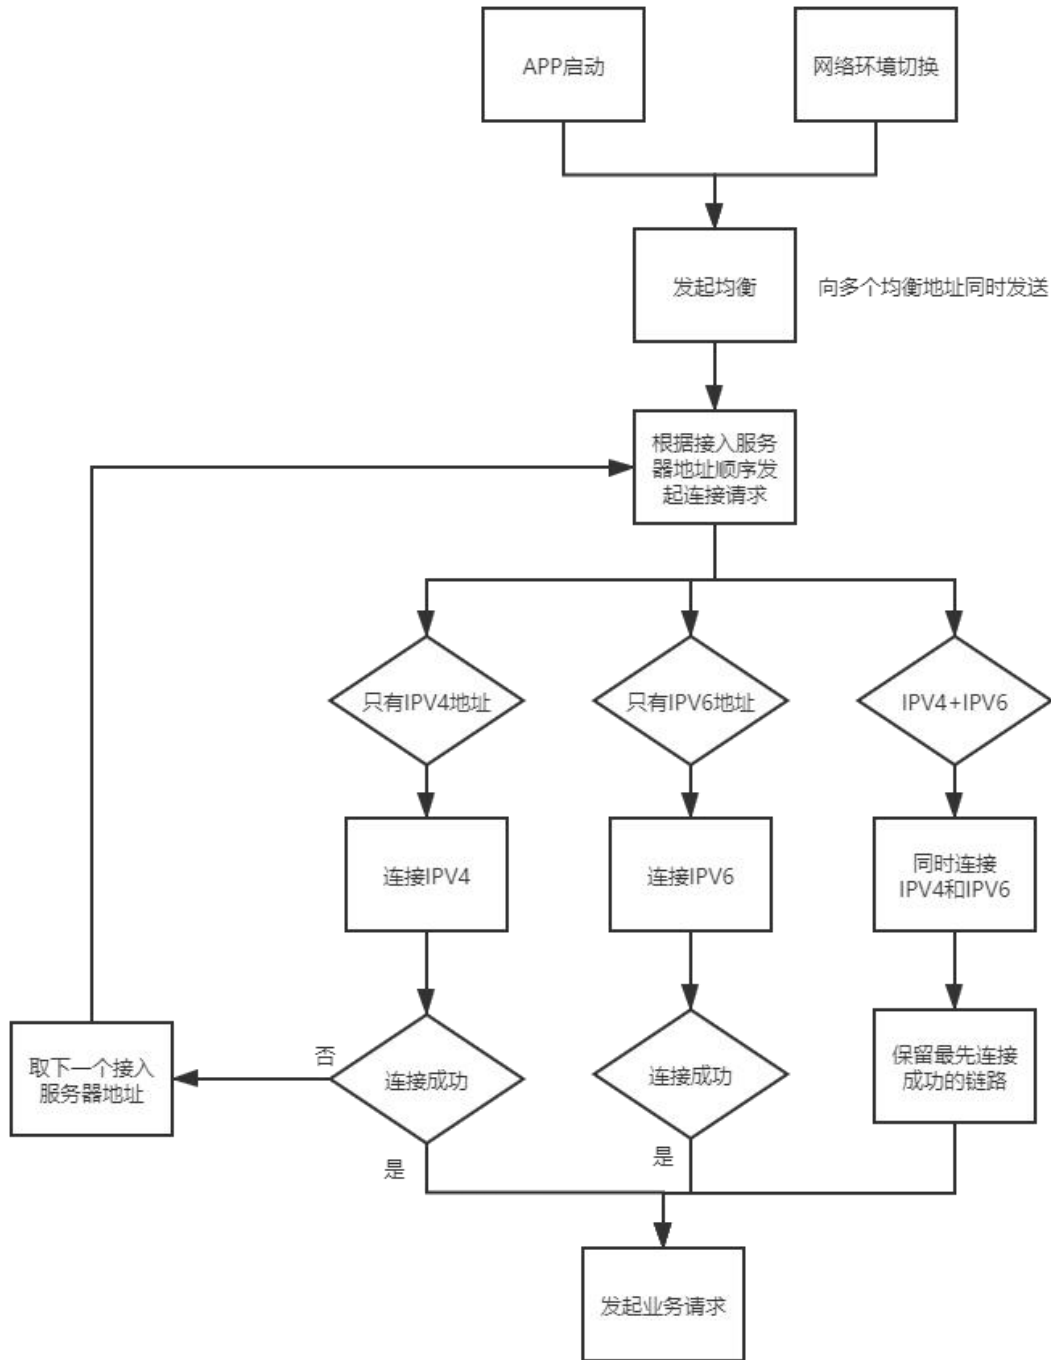 APP启动
网络环境切换
发起均衡
向多个均衡地址同时发送
根据接入服务
器地址顺序发
起连接请求
只有IPV4地址
只有IPV6地址
IPV4+IPV6
连接IPV4
连接IPV6
同时连接
IPV4和IPV6
取下一个接入
服务器地址
否
连接成功
连接成功
保留最先连接
成功的链路
是
是
发起业务请求